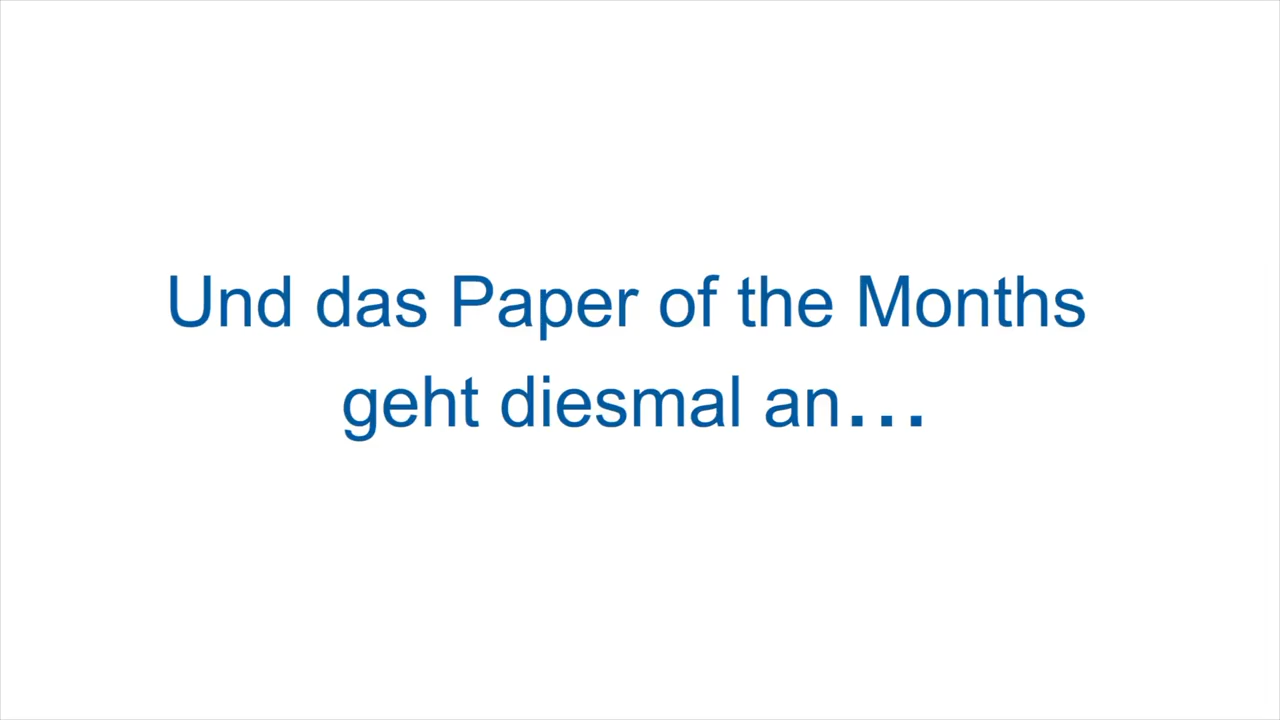 Und das Paper of the Months
geht diesmal an...